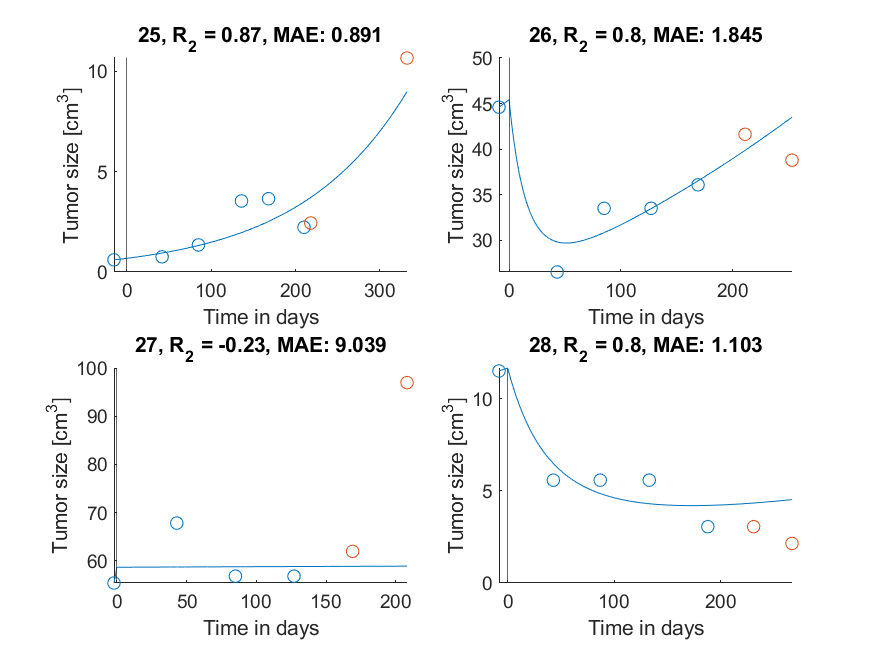 25, R2 = 0.87, MAE: 0.891
10
5
0
Tumor size [cm3]
0 100 200 300
Time in days
26, R2 = 0.8, MAE: 1.845
50
45
40
35
30
Tumor size [cm3]
0 100 200
Time in days
27, R2 = -0.23, MAE: 9.039
100
90
80
70
60
Tumor size [cm3]
0 50 100 150 200
Time in days
28, R2 = 0.8, MAE: 1.103
10
5
0
Tumor size [cm3]
0 100 200
Time in days